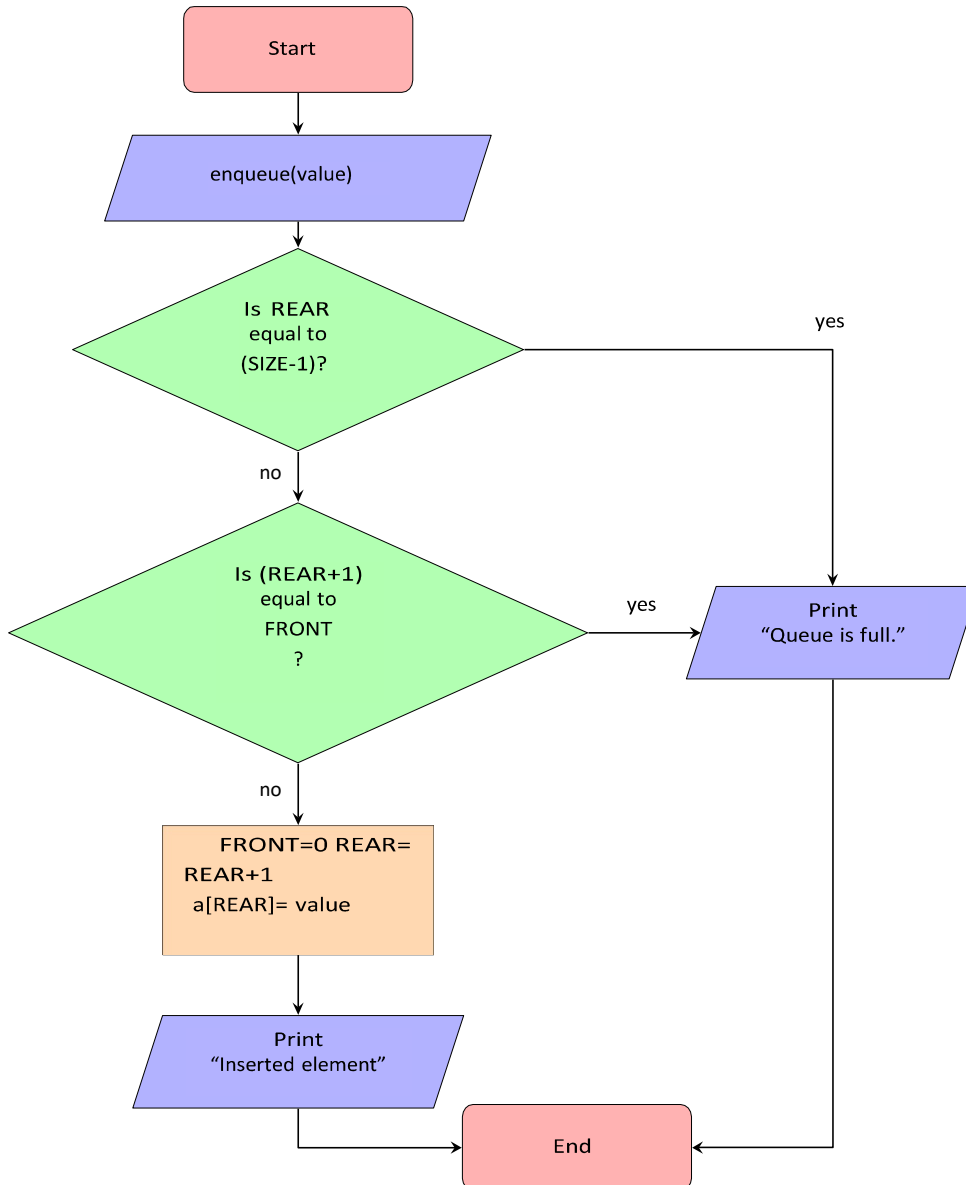 Start
enqueue(value)
Is REAR
equal to
(SIZE-1)?
yes
no
Is (REAR+1)
equal to
FRONT
?
yes
Print
“Queue is full.”
no
FRONT=0 REAR=
REAR+1
a[REAR]= value
Print
“Inserted element”
End